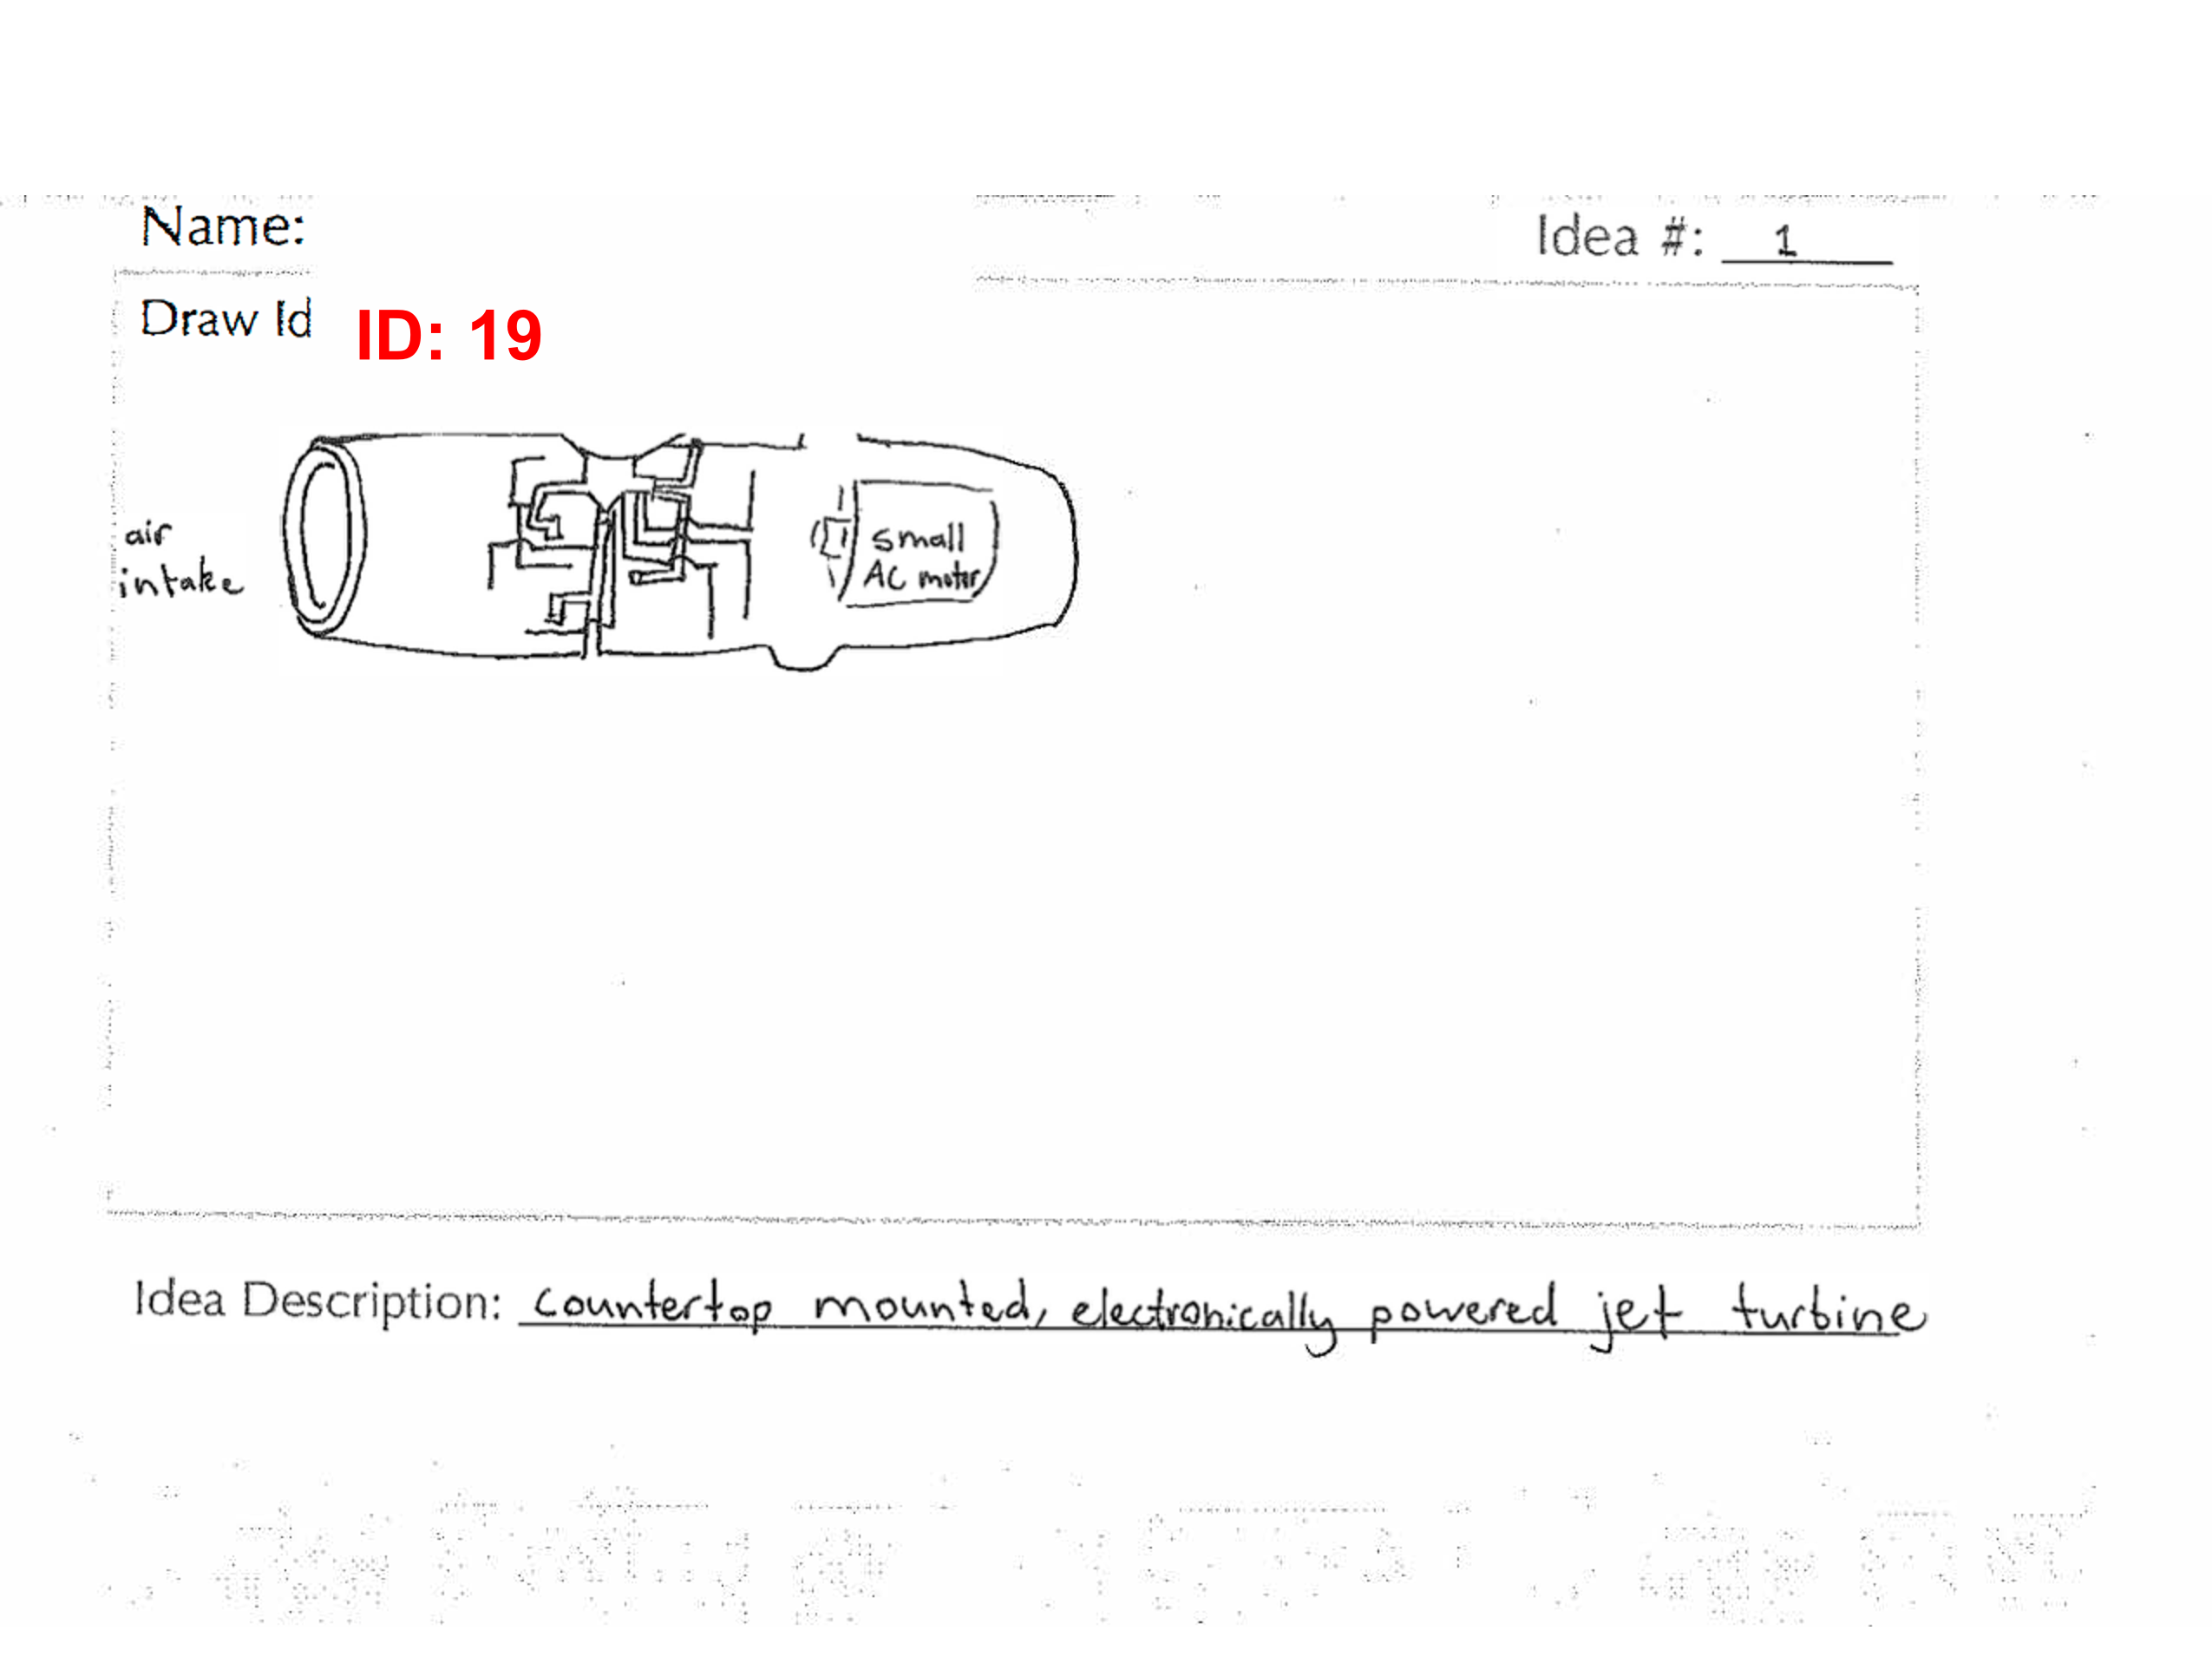 Name:
Idea #: 1
Draw Id
ID: 19
air
intake
small
AC motor
Idea Description: countertop mounted, electronically powered jet turbine